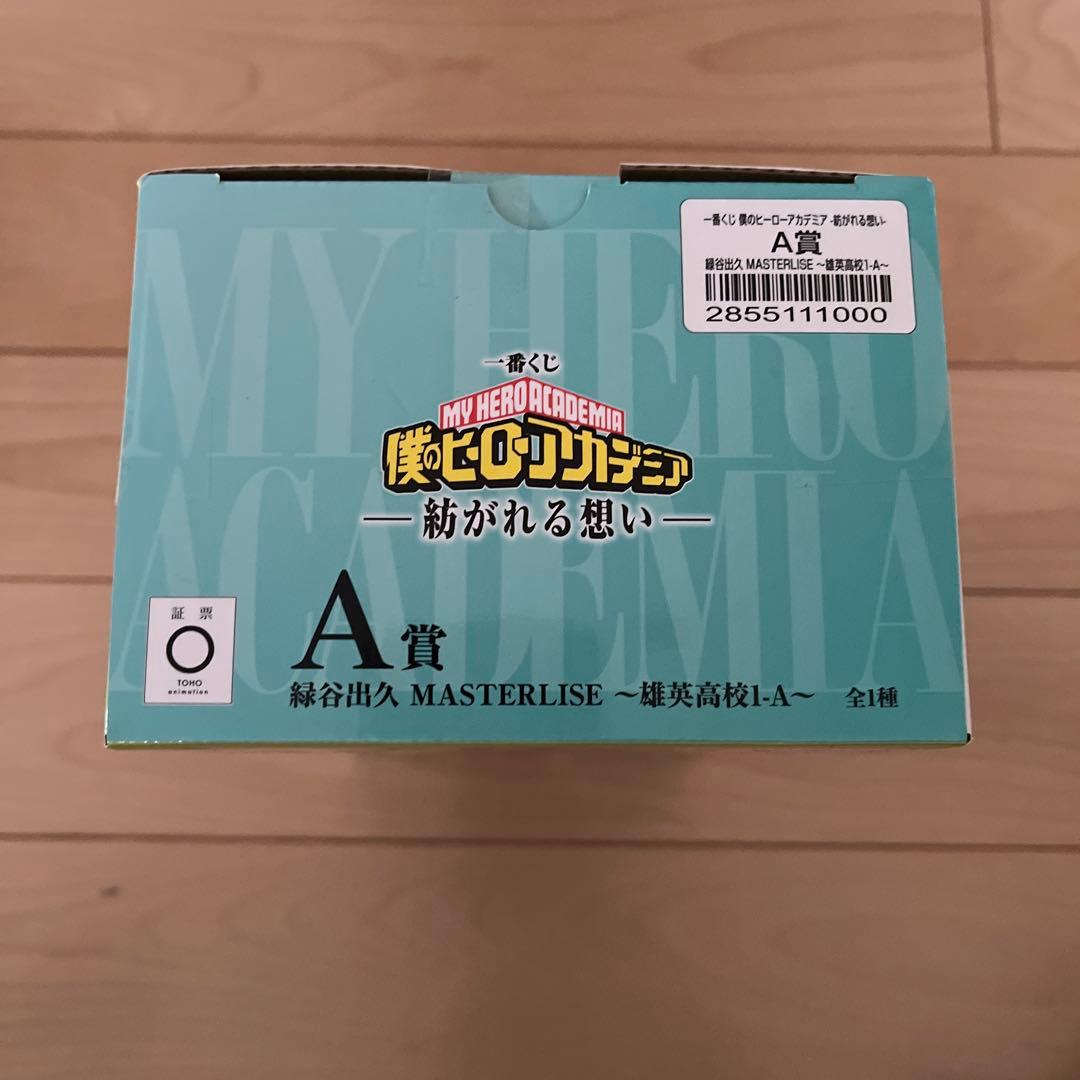 MY HERO
ACADEMIA
一番くじ 僕のヒーローアカデミア -紡がれる想い-
A賞
緑谷出久 MASTERLISE ～雄英高校1-A～
2855111000
一番くじ
MY HERO ACADEMIA
僕のヒーローアカデミア
―紡がれる想い―
証票
TOHO
animation
A賞
緑谷出久 MASTERLISE ～雄英高校1-A～ 全1種